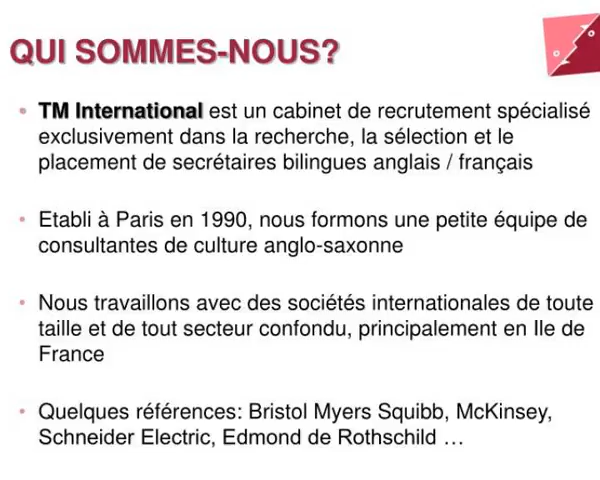 QUI SOMMES-NOUS?
• TM International est un cabinet de recrutement spécialisé
exclusivement dans la recherche, la sélection et le
placement de secrétaires bilingues anglais / français
• Etabli à Paris en 1990, nous formons une petite équipe de
consultantes de culture anglo-saxonne
• Nous travaillons avec des sociétés internationales de toute
taille et de tout secteur confondu, principalement en Ile de
France
• Quelques références: Bristol Myers Squibb, McKinsey,
Schneider Electric, Edmond de Rothschild …